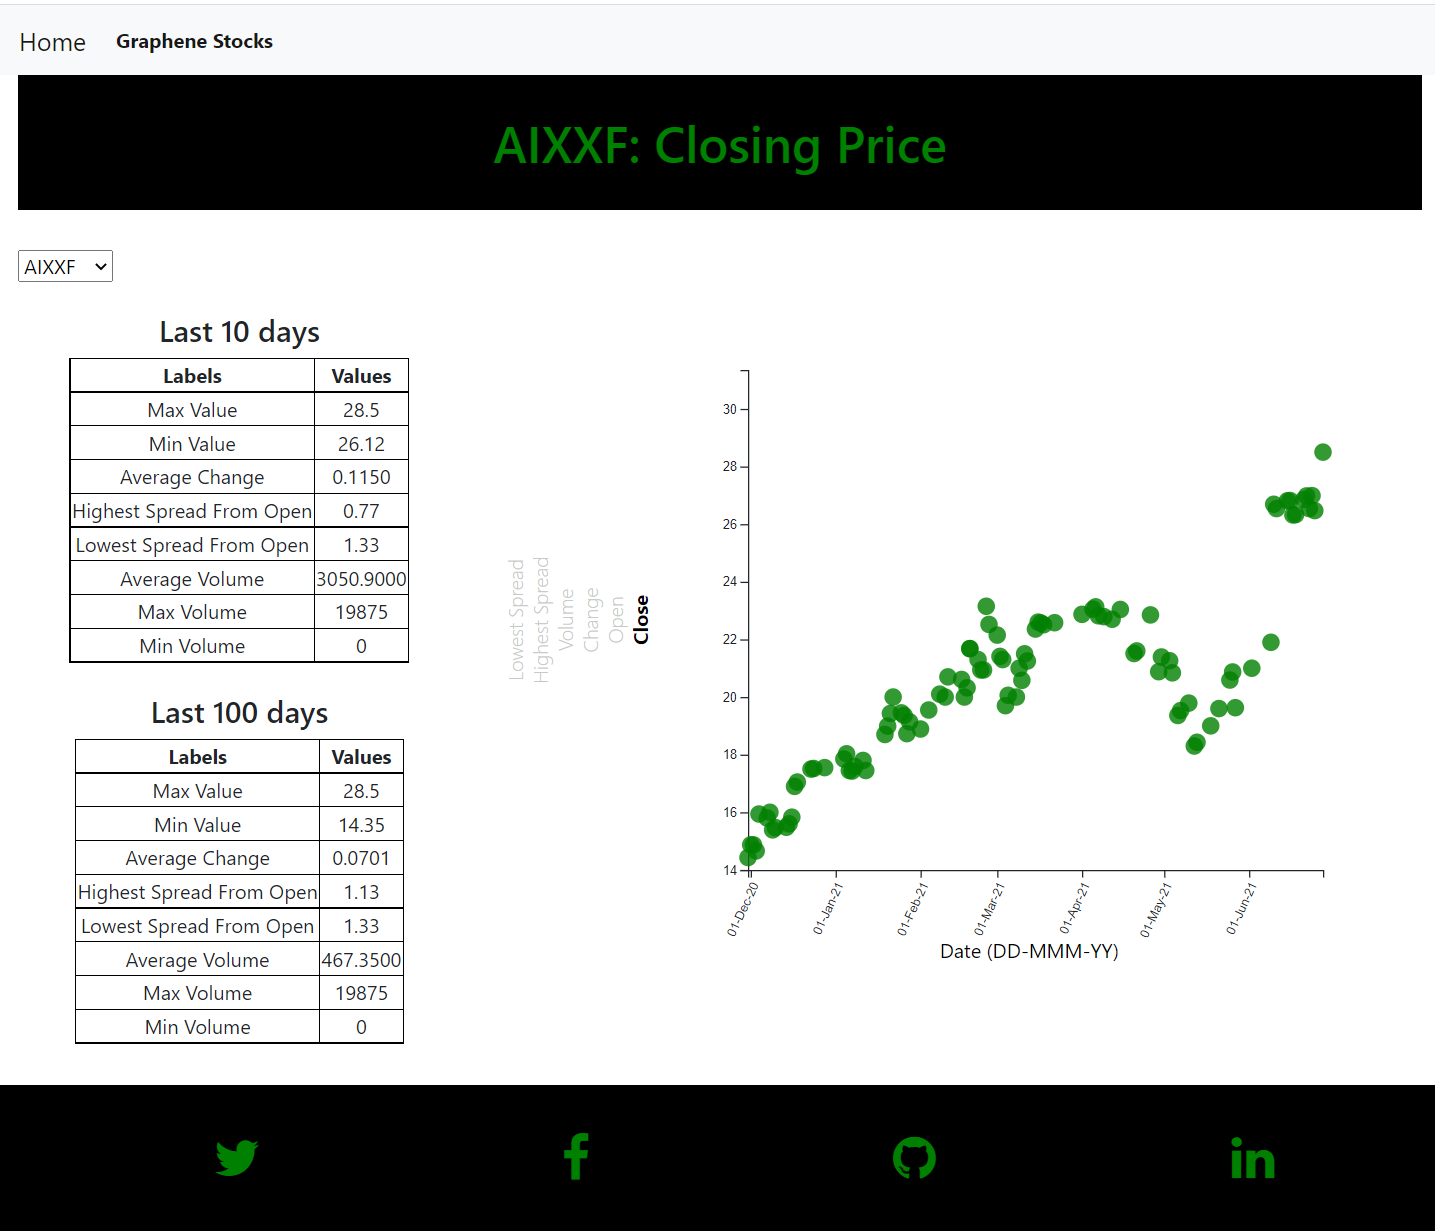 Home Graphene Stocks
AIXXF: Closing Price
AIXXF
Last 10 days
Labels Values
Max Value 28.5
Min Value 26.12
Average Change 0.1150
Highest Spread From Open 0.77
Lowest Spread From Open 1.33
Average Volume 3050.9000
Max Volume 19875
Min Volume 0
Last 100 days
Labels Values
Max Value 28.5
Min Value 14.35
Average Change 0.0701
Highest Spread From Open 1.13
Lowest Spread From Open 1.33
Average Volume 467.3500
Max Volume 19875
Min Volume 0
Lowest Spread
Highest Spread
Volume
Change
Open
Close
30
28
26
24
22
20
18
16
14
01-Dec-20 01-Jan-21 01-Feb-21 01-Mar-21 01-Apr-21 01-May-21 01-Jun-21
Date (DD-MMM-YY)